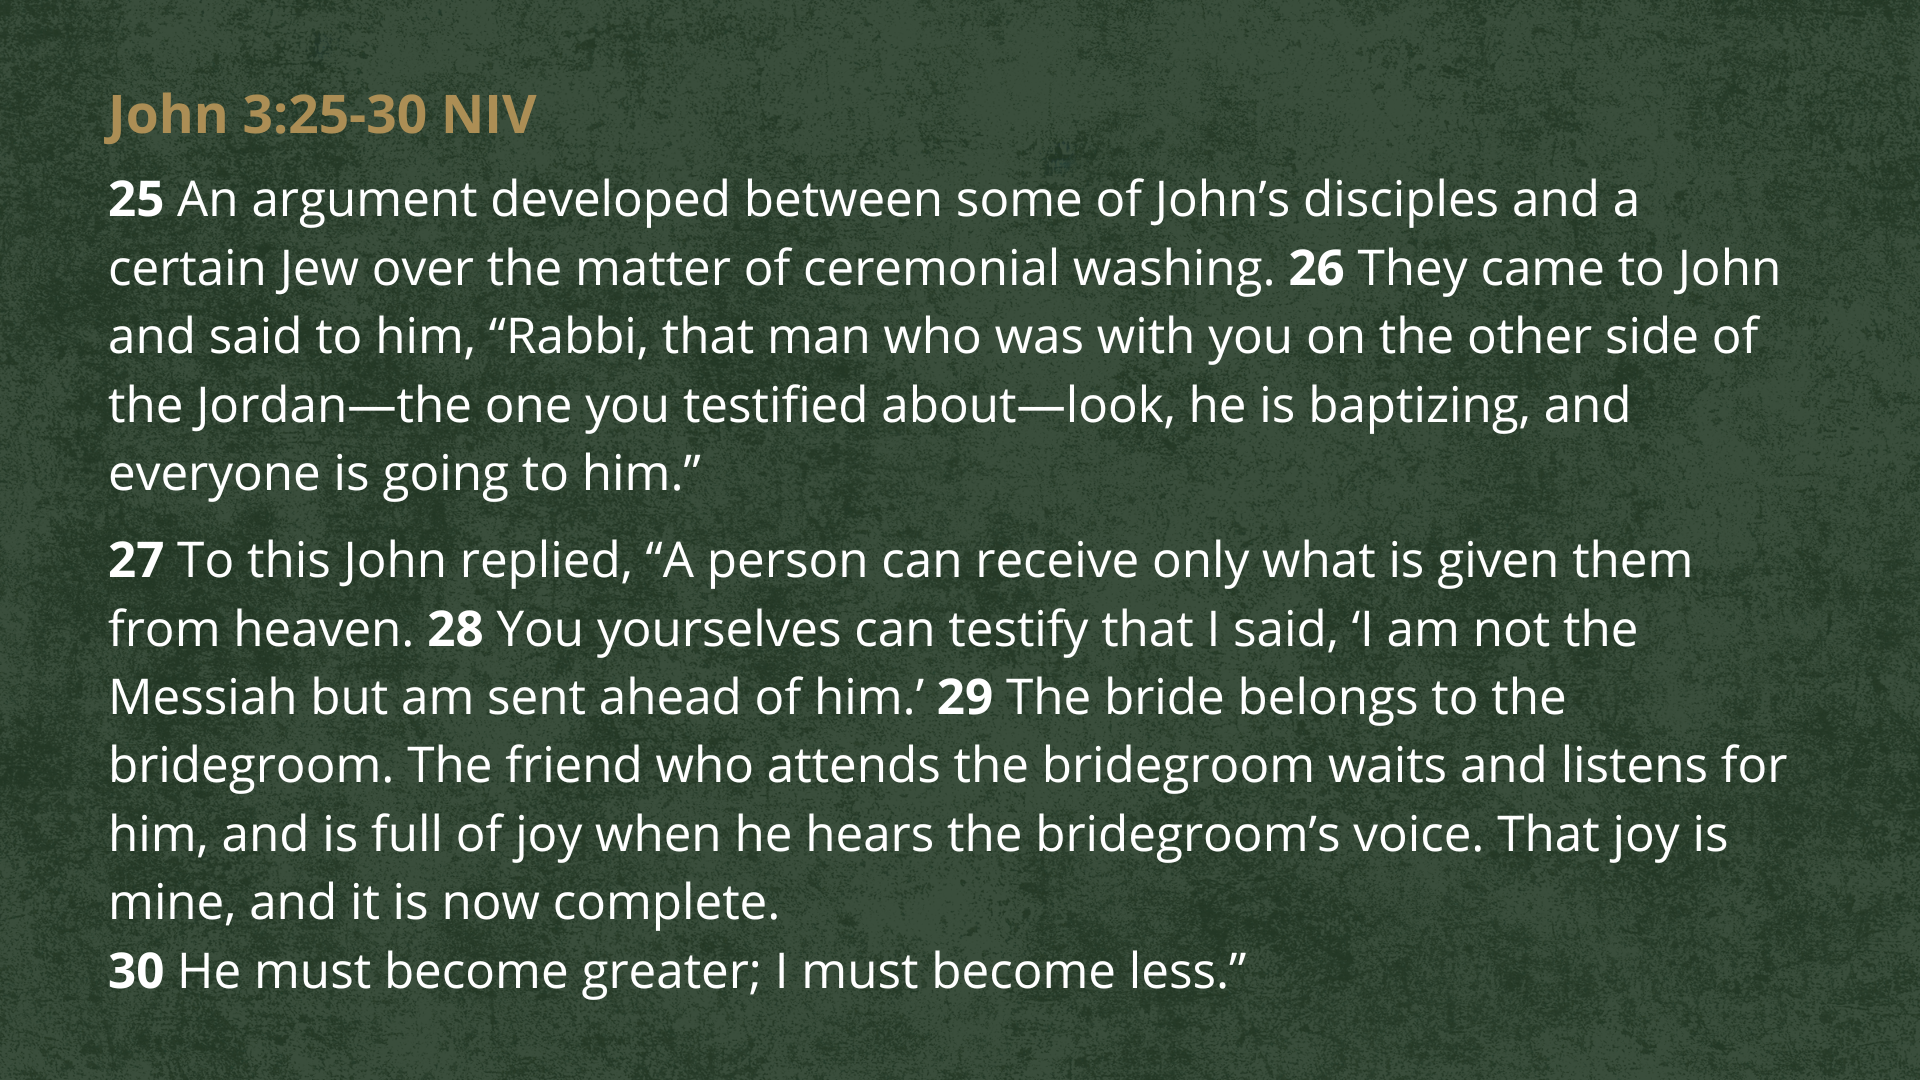 John 3:25-30 NIV
25 An argument developed between some of John’s disciples and a
certain Jew over the matter of ceremonial washing. 26 They came to John
and said to him, “Rabbi, that man who was with you on the other side of
the Jordan—the one you testified about—look, he is baptizing, and
everyone is going to him.”
27 To this John replied, “A person can receive only what is given them
from heaven. 28 You yourselves can testify that I said, ‘I am not the
Messiah but am sent ahead of him.’ 29 The bride belongs to the
bridegroom. The friend who attends the bridegroom waits and listens for
him, and is full of joy when he hears the bridegroom’s voice. That joy is
mine, and it is now complete.
30 He must become greater; I must become less.”